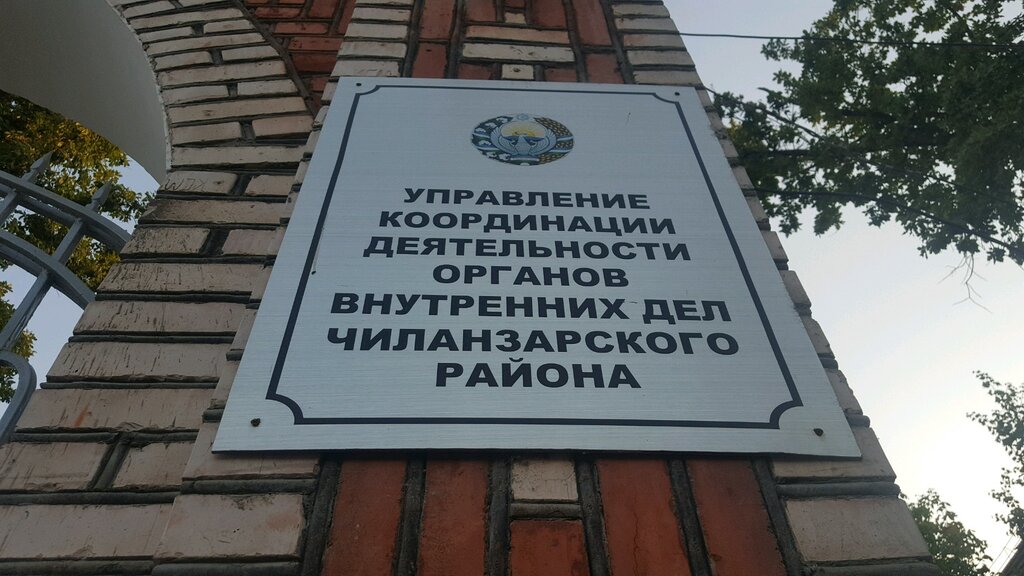 УПРАВЛЕНИЕ
КООРДИНАЦИИ
ДЕЯТЕЛЬНОСТИ
ОРГАНОВ
ВНУТРЕННИХ ДЕЛ
ЧИЛАНЗАРСКОГО
РАЙОНА